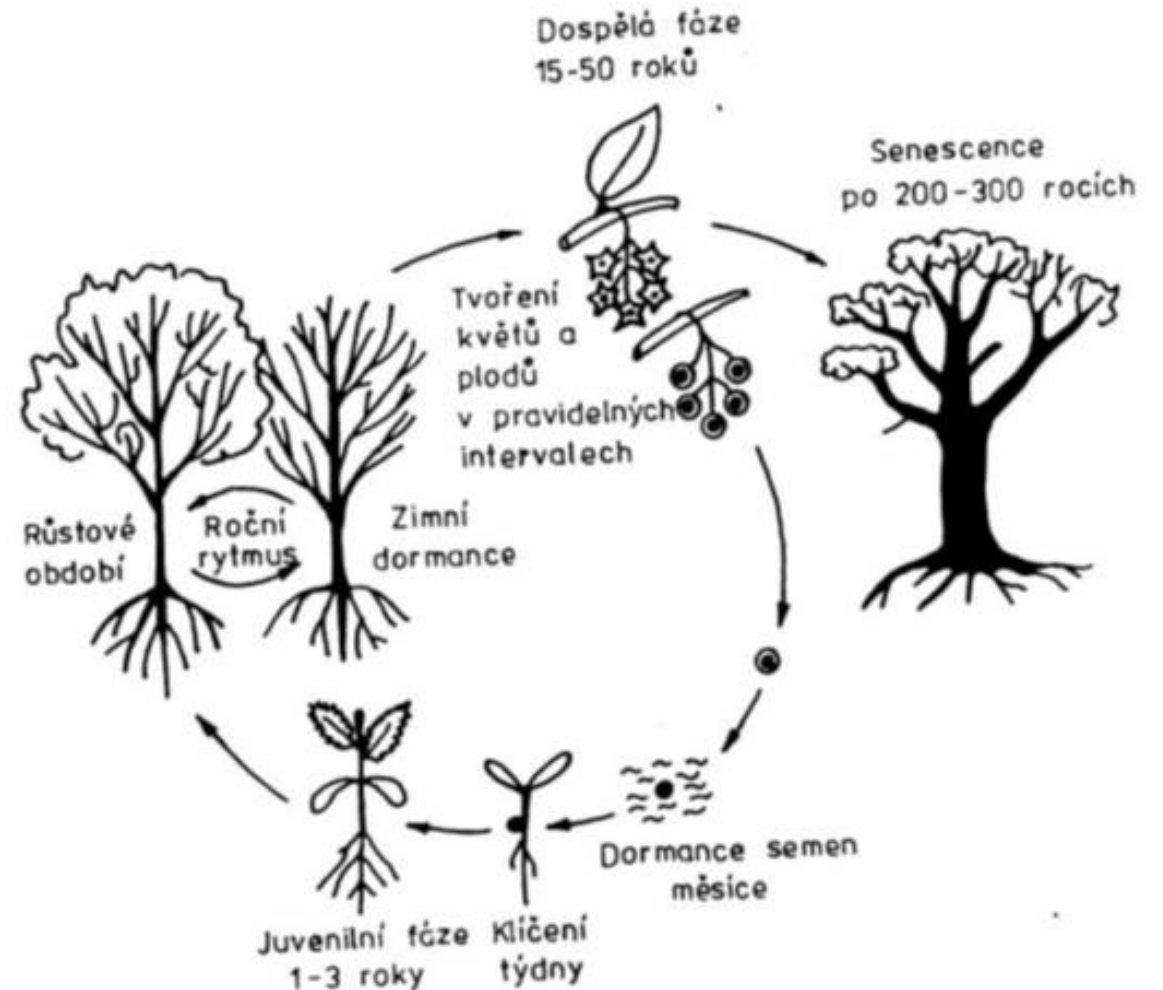 Dospělá fáze
15-50 roků
Senescence
po 200-300 rocích
Tvoření
květů a
plodů
v pravidelných
intervalech
Růstové
období
Roční
rytmus
Zimní
dormance
Dormance semen
měsíce
Klíčení
týdny
Juvenilní fáze
1-3 roky